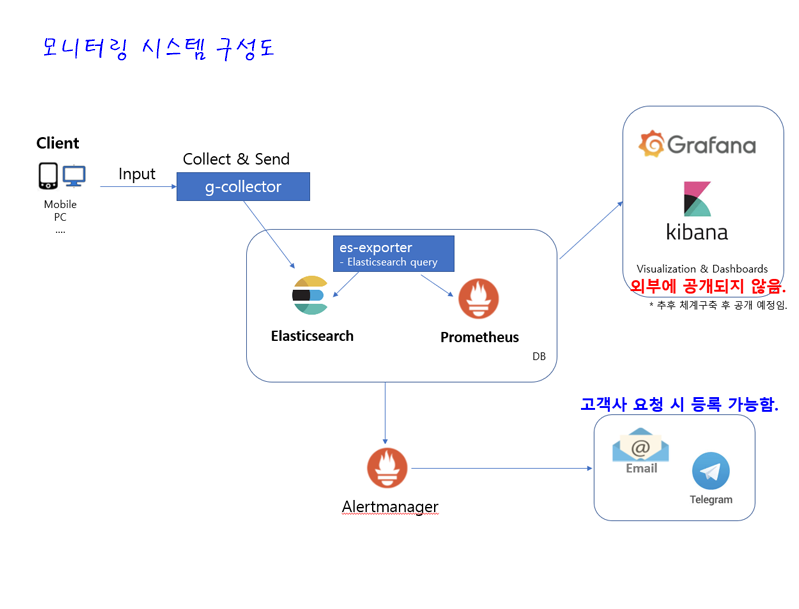 모니터링 시스템 구성도
Client
Mobile
PC
....
Input
Collect & Send
g-collector
es-exporter
- Elasticsearch query
Elasticsearch
Prometheus
DB
Grafana
kibana
Visualization & Dashboards
외부에 공개되지 않음.
* 추후 체계구축 후 공개 예정임.
고객사 요청 시 등록 가능함.
@
Email
Telegram
Alertmanager